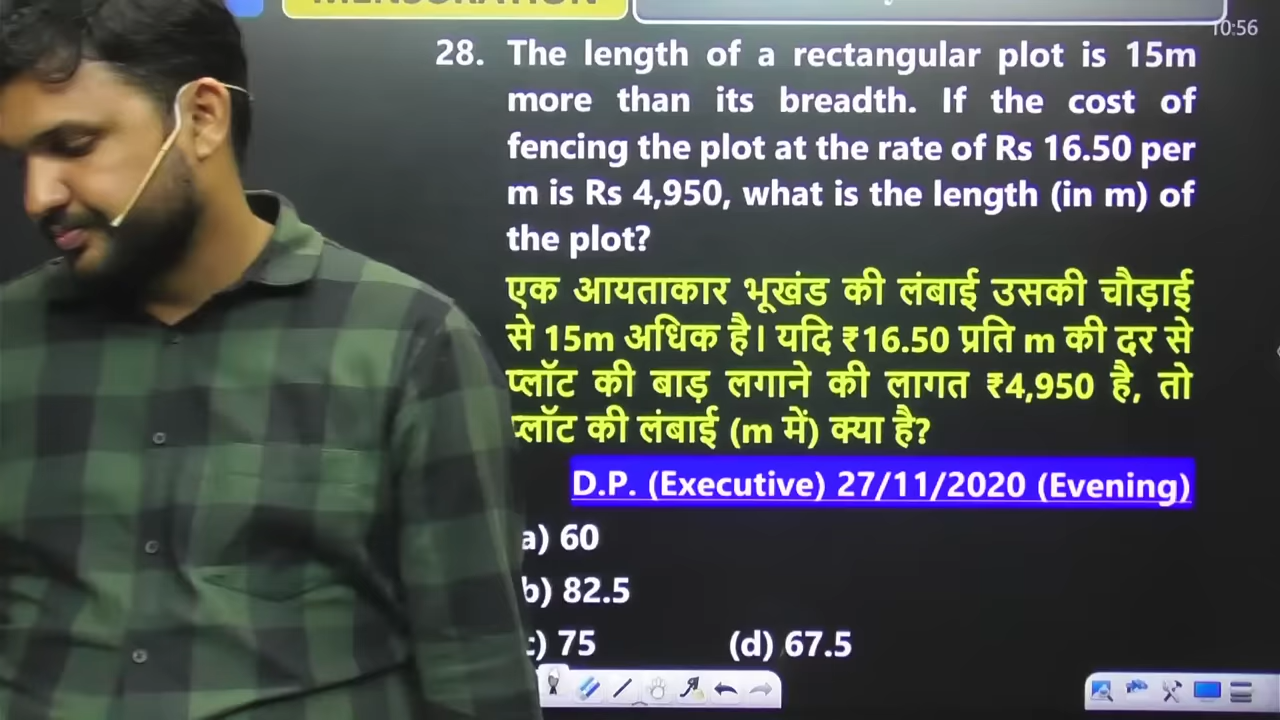 MENSURATION
10:56
28. The length of a rectangular plot is 15m
more than its breadth. If the cost of
fencing the plot at the rate of Rs 16.50 per
m is Rs 4,950, what is the length (in m) of
the plot?
एक आयताकार भूखंड की लंबाई उसकी चौड़ाई
से 15m अधिक है। यदि ₹16.50 प्रति m की दर से
प्लॉट की बाड़ लगाने की लागत ₹4,950 है, तो
प्लॉट की लंबाई (m में) क्या है?
D.P. (Executive) 27/11/2020 (Evening)
a) 60
b) 82.5
c) 75 (d) 67.5